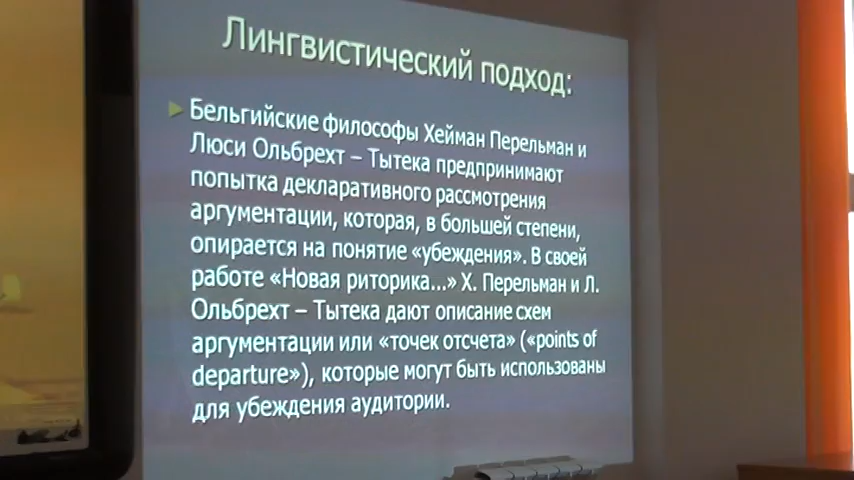 Лингвистический подход:
Бельгийские философы Хейман Перельман и
Люси Ольбрехт – Тытека предпринимают
попытка декларативного рассмотрения
аргументации, которая, в большей степени,
опирается на понятие «убеждения». В своей
работе «Новая риторика...» Х. Перельман и Л.
Ольбрехт – Тытека дают описание схем
аргументации или «точек отсчета» («points of
departure»), которые могут быть использованы
для убеждения аудитории.